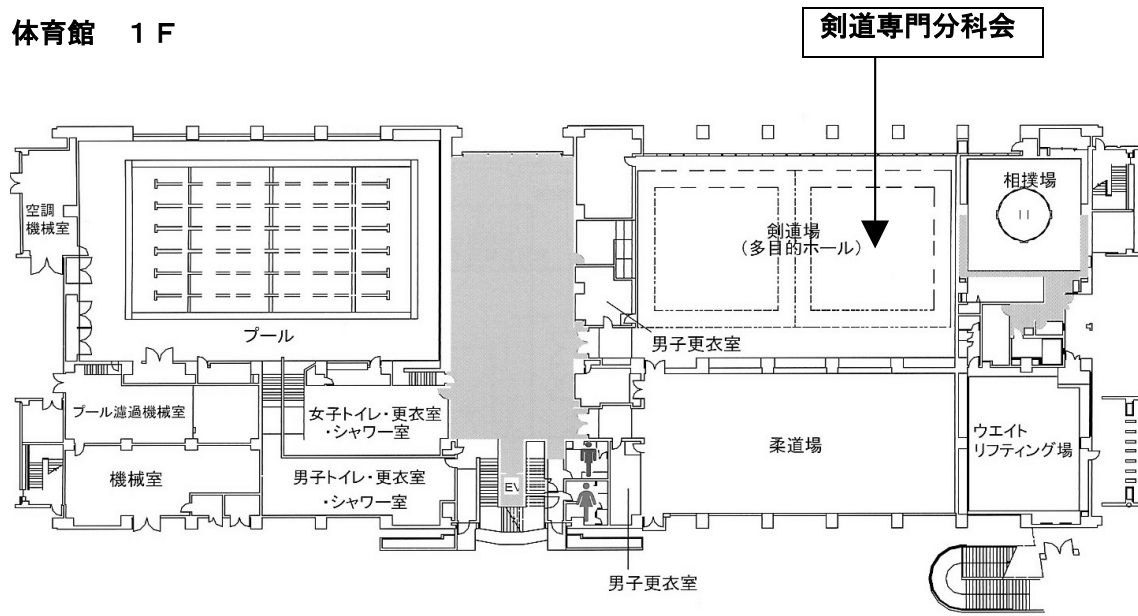 体育館　１Ｆ
剣道専門分科会
空調
機械室
相撲場
剣道場
（多目的ホール）
プール
男子更衣室
プール濾過機械室
女子トイレ・更衣室
・シャワー室
柔道場
ウエイト
リフティング場
機械室
男子トイレ・更衣室
・シャワー室
EV
男子更衣室